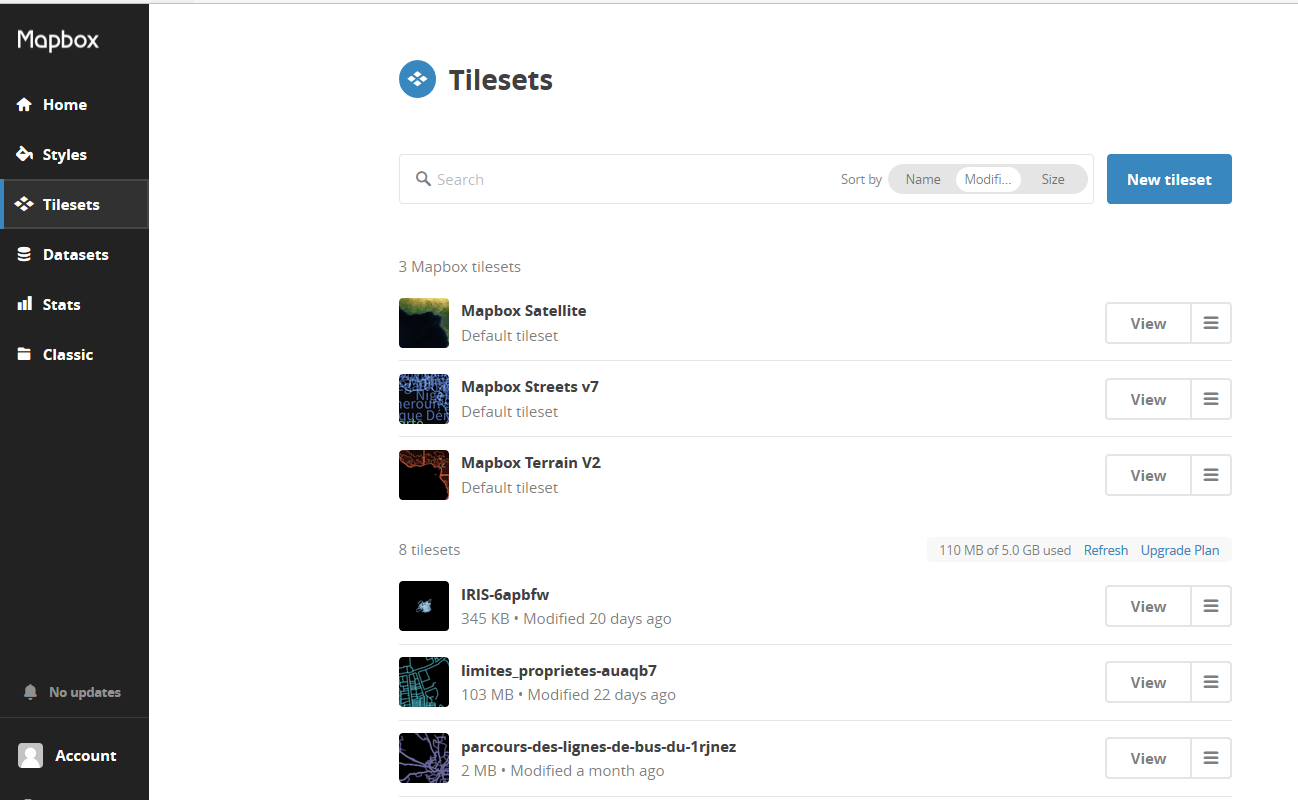 Mapbox
Home
Styles
Tilesets
Datasets
Stats
Classic
No updates
Account
Tilesets
Search
Sort by Name Modifi... Size
New tileset
3 Mapbox tilesets
Mapbox Satellite
Default tileset
View
Mapbox Streets v7
Default tileset
View
Mapbox Terrain V2
Default tileset
View
8 tilesets
110 MB of 5.0 GB used Refresh Upgrade Plan
IRIS-6apbfw
345 KB • Modified 20 days ago
View
limites_proprietes-auaqb7
103 MB • Modified 22 days ago
View
parcours-des-lignes-de-bus-du-1rjnez
2 MB • Modified a month ago
View